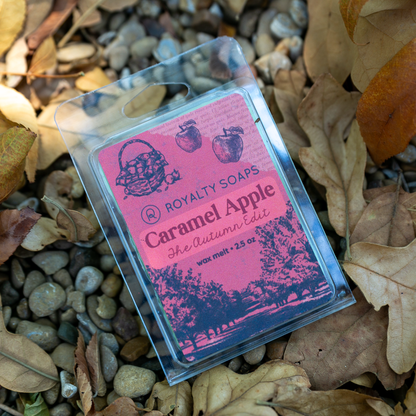 ROYALTY SOAPS
Caramel Apple
The Autumn Edit
wax melt • 2.5 oz